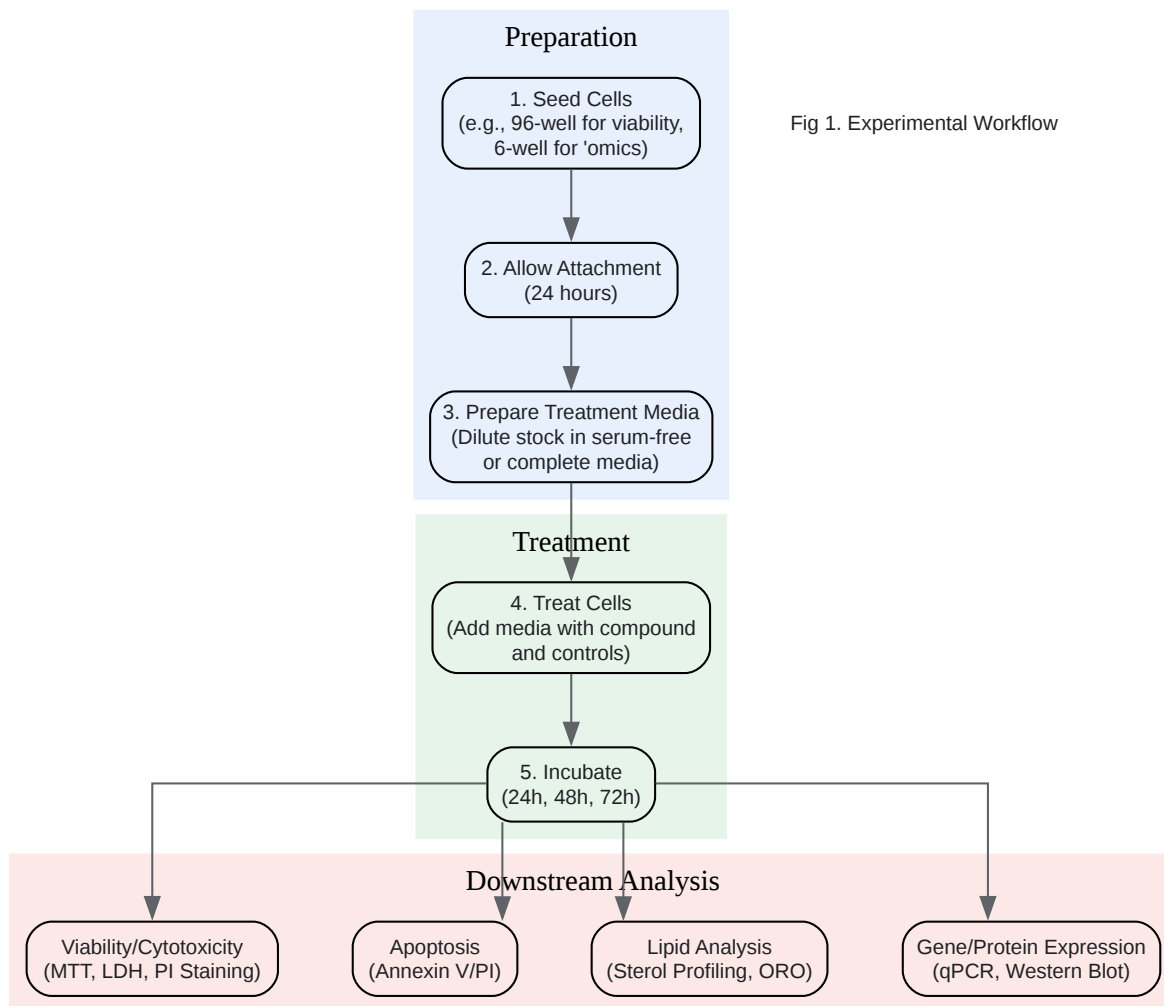 Preparation
1. Seed Cells
(e.g., 96-well for viability,
6-well for 'omics)
Fig 1. Experimental Workflow
2. Allow Attachment
(24 hours)
3. Prepare Treatment Media
(Dilute stock in serum-free
or complete media)
Treatment
4. Treat Cells
(Add media with compound
and controls)
5. Incubate
(24h, 48h, 72h)
Downstream Analysis
Viability/Cytotoxicity
(MTT, LDH, PI Staining)
Apoptosis
(Annexin V/PI)
Lipid Analysis
(Sterol Profiling, ORO)
Gene/Protein Expression
(qPCR, Western Blot)